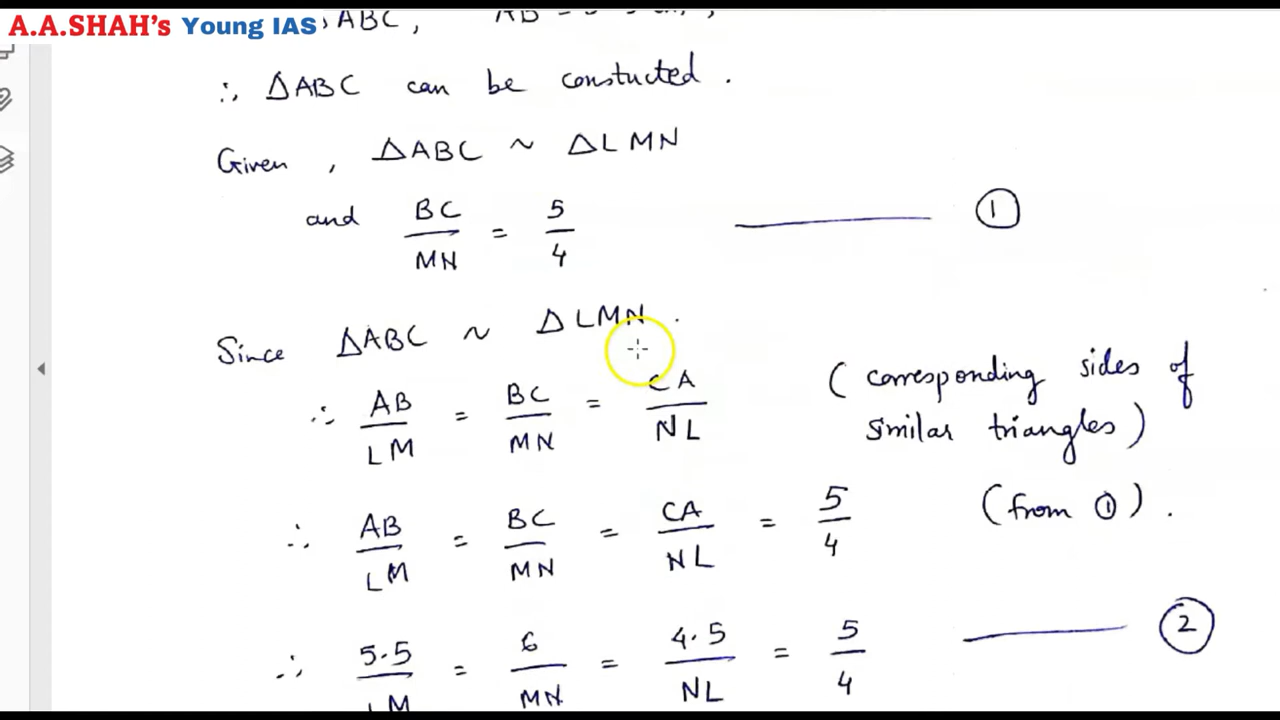 A.A.SHAH's Young IAS ABC,
∴ ΔABC can be constucted.
Given, ΔABC ~ ΔLMN
and BC/MN = 5/4 ——— ①
Since ΔABC ~ ΔLMN.
∴ AB/LM = BC/MN = CA/NL (corresponding sides of
similar triangles)
∴ AB/LM = BC/MN = CA/NL = 5/4 (from ①).
∴ 5.5/LM = 6/MN = 4.5/NL = 5/4 ——— ②